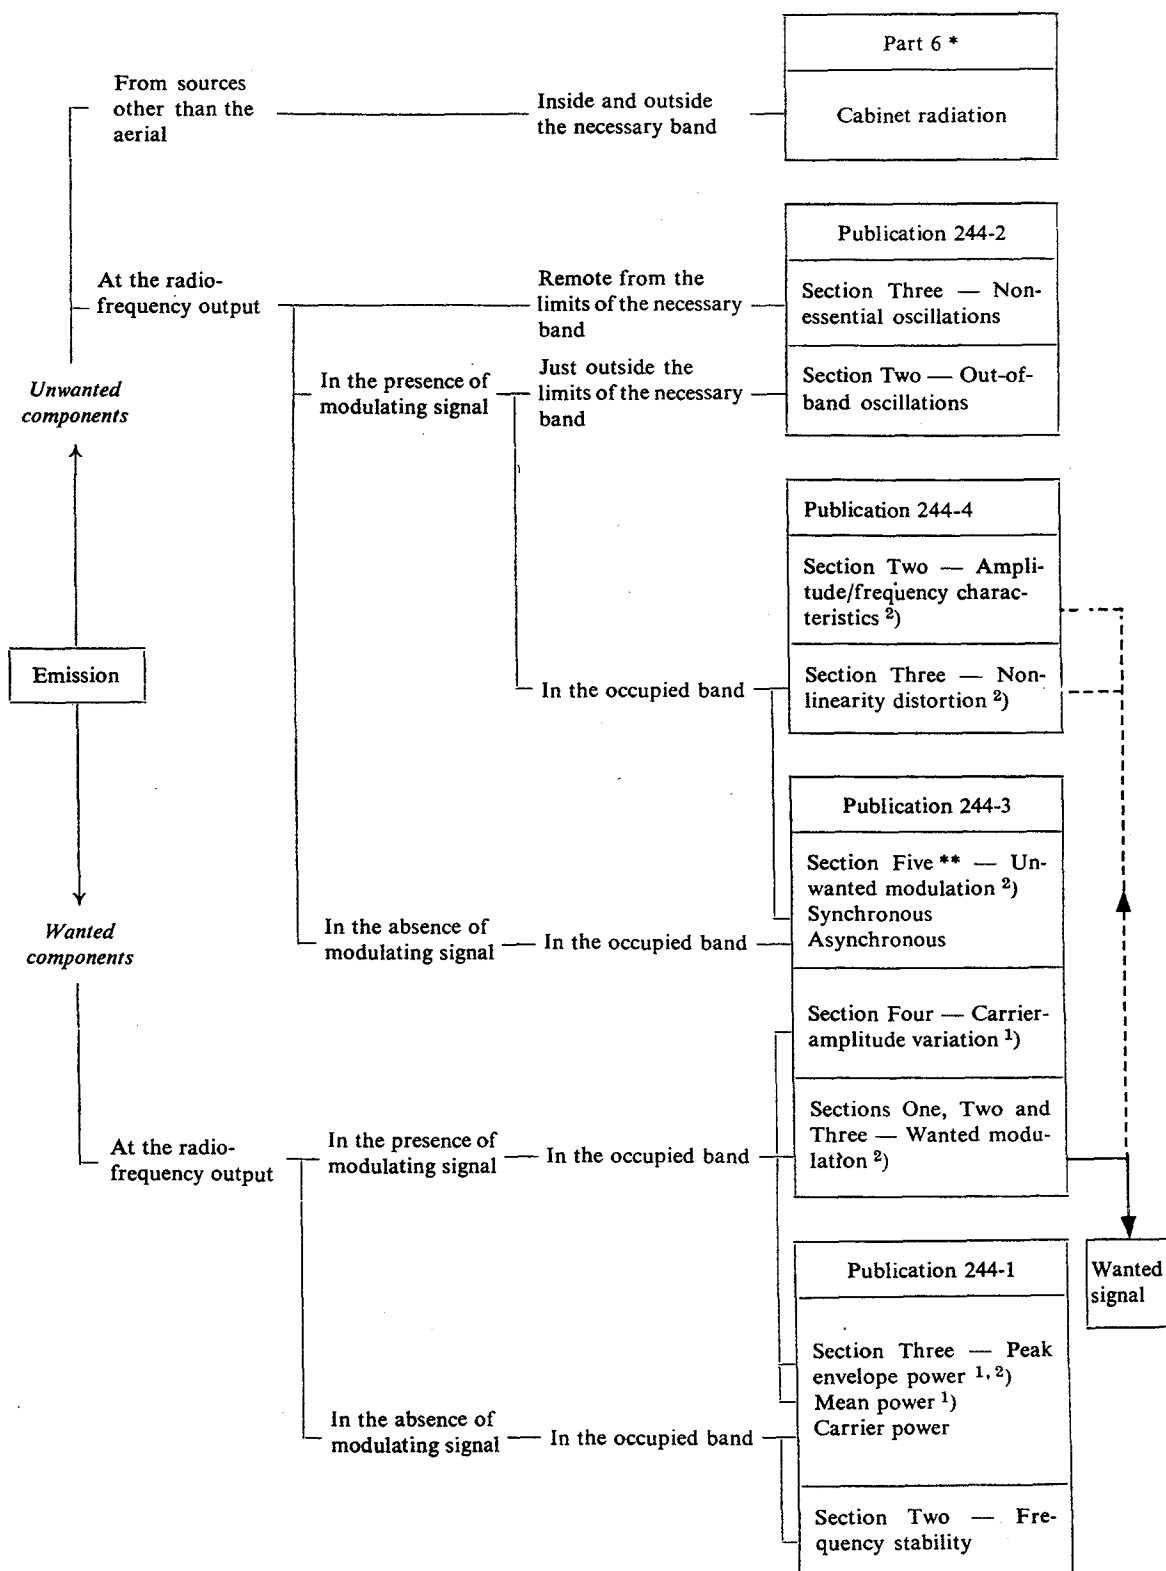 Part 6 *
From sources
other than the
aerial
Inside and outside
the necessary band
Cabinet radiation
Publication 244-2
At the radio-
frequency output
Remote from the
limits of the necessary
band
Section Three — Non-
essential oscillations
Unwanted
components
In the presence of
modulating signal
Just outside the
limits of the necessary
band
Section Two — Out-of-
band oscillations
Publication 244-4
Section Two — Ampli-
tude/frequency charac-
teristics 2)
Emission
In the occupied band
Section Three — Non-
linearity distortion 2)
Publication 244-3
Section Five ** — Un-
wanted modulation 2)
Synchronous
Asynchronous
Wanted
components
In the absence of
modulating signal
In the occupied band
Section Four — Carrier-
amplitude variation 1)
At the radio-
frequency output
In the presence of
modulating signal
In the occupied band
Sections One, Two and
Three — Wanted modu-
lation 2)
Publication 244-1
Wanted
signal
Section Three — Peak
envelope power 1, 2)
Mean power 1)
Carrier power
In the absence of
modulating signal
In the occupied band
Section Two — Fre-
quency stability